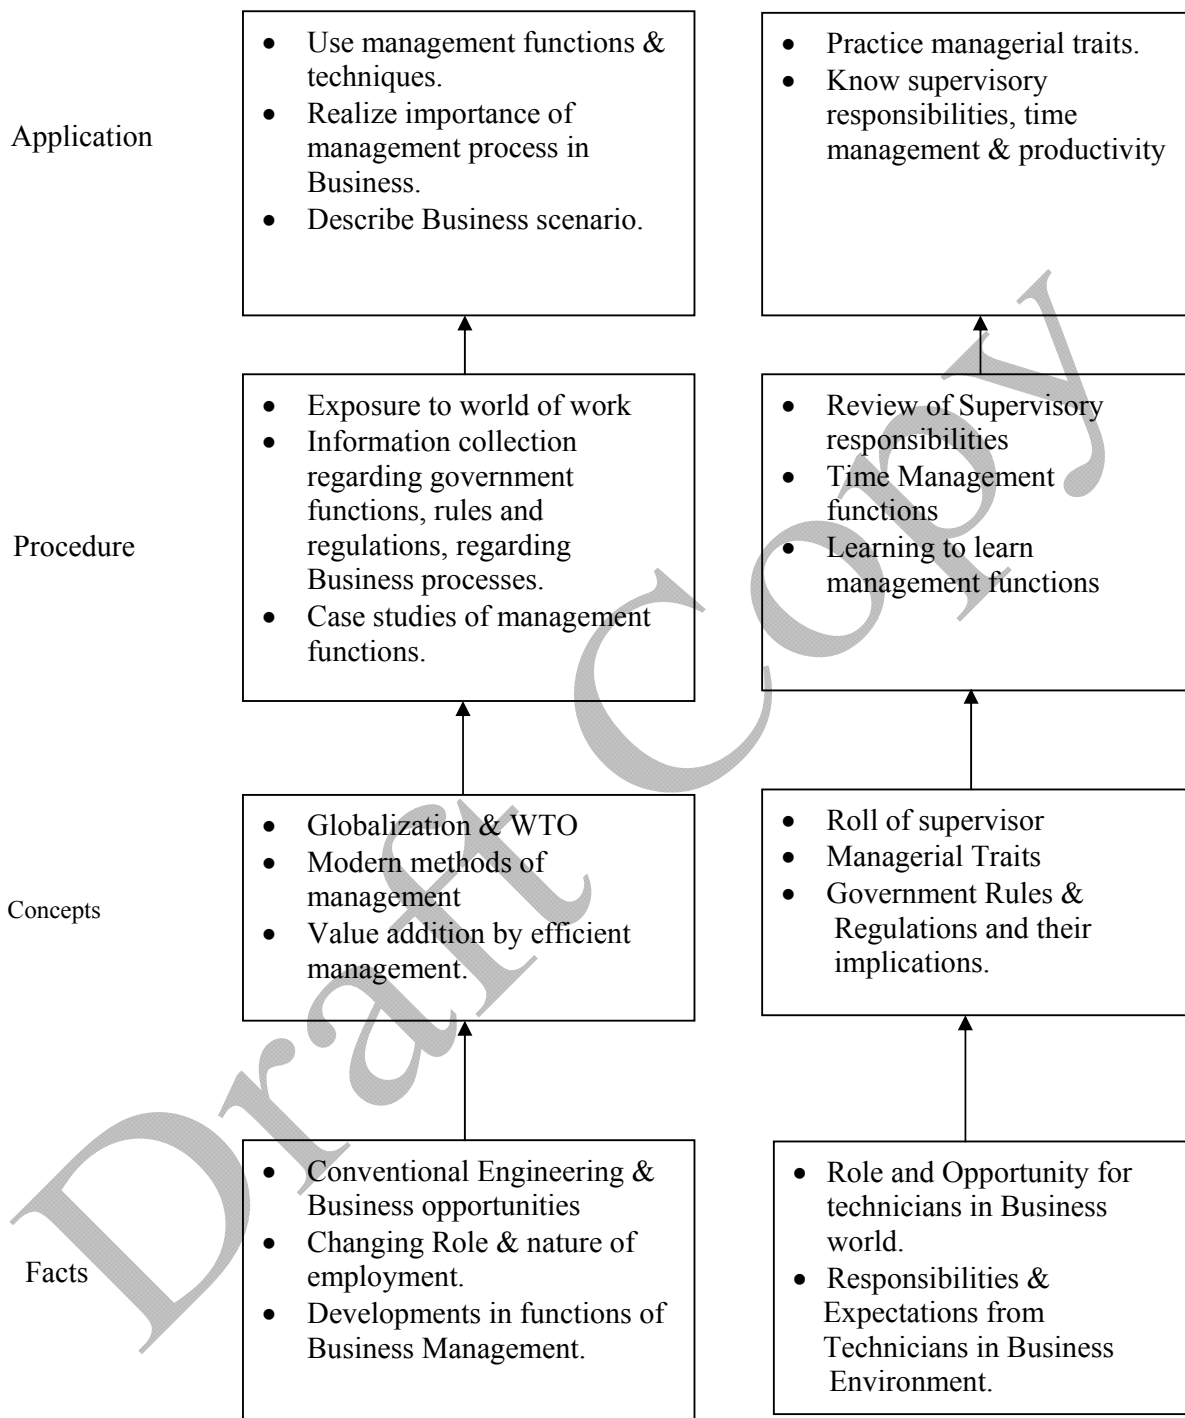 Application
• Use management functions &
techniques.
• Realize importance of
management process in
Business.
• Describe Business scenario.
• Practice managerial traits.
• Know supervisory
responsibilities, time
management & productivity
Procedure
• Exposure to world of work
• Information collection
regarding government
functions, rules and
regulations, regarding
Business processes.
• Case studies of management
functions.
• Review of Supervisory
responsibilities
• Time Management
functions
• Learning to learn
management functions
Concepts
• Globalization & WTO
• Modern methods of
management
• Value addition by efficient
management.
• Roll of supervisor
• Managerial Traits
• Government Rules &
Regulations and their
implications.
Facts
• Conventional Engineering &
Business opportunities
• Changing Role & nature of
employment.
• Developments in functions of
Business Management.
• Role and Opportunity for
technicians in Business
world.
• Responsibilities &
Expectations from
Technicians in Business
Environment.
Draft Copy